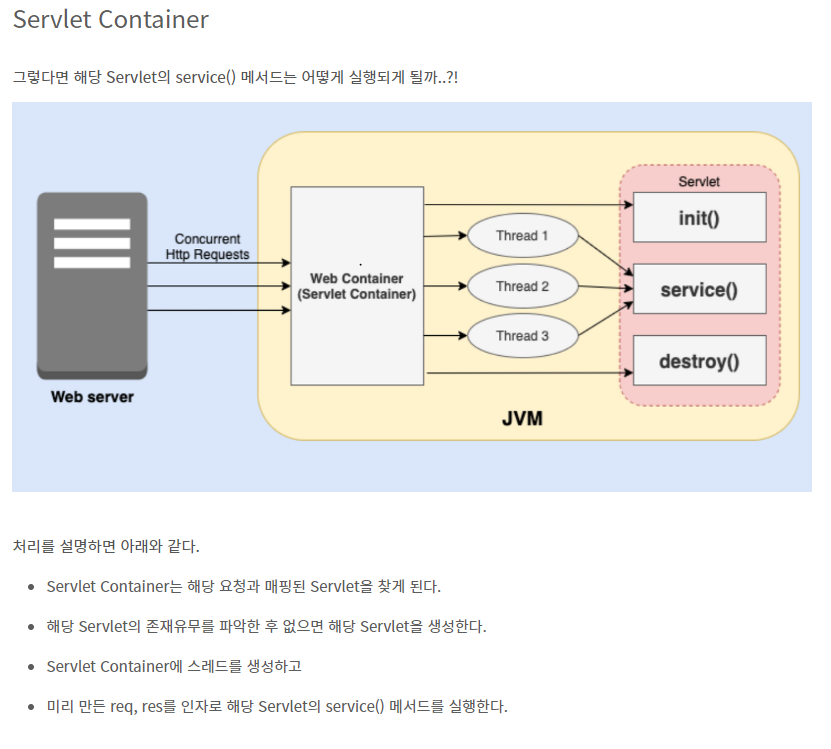 Servlet Container
그렇다면 해당 Servlet의 service() 메서드는 어떻게 실행되게 될까..?!
Concurrent
Http Requests
Web server
Web Container
(Servlet Container)
Thread 1
Thread 2
Thread 3
Servlet
init()
service()
destroy()
JVM
처리를 설명하면 아래와 같다.
• Servlet Container는 해당 요청과 매핑된 Servlet을 찾게 된다.
• 해당 Servlet의 존재유무를 파악한 후 없으면 해당 Servlet을 생성한다.
• Servlet Container에 스레드를 생성하고
• 미리 만든 req, res를 인자로 해당 Servlet의 service() 메서드를 실행한다.